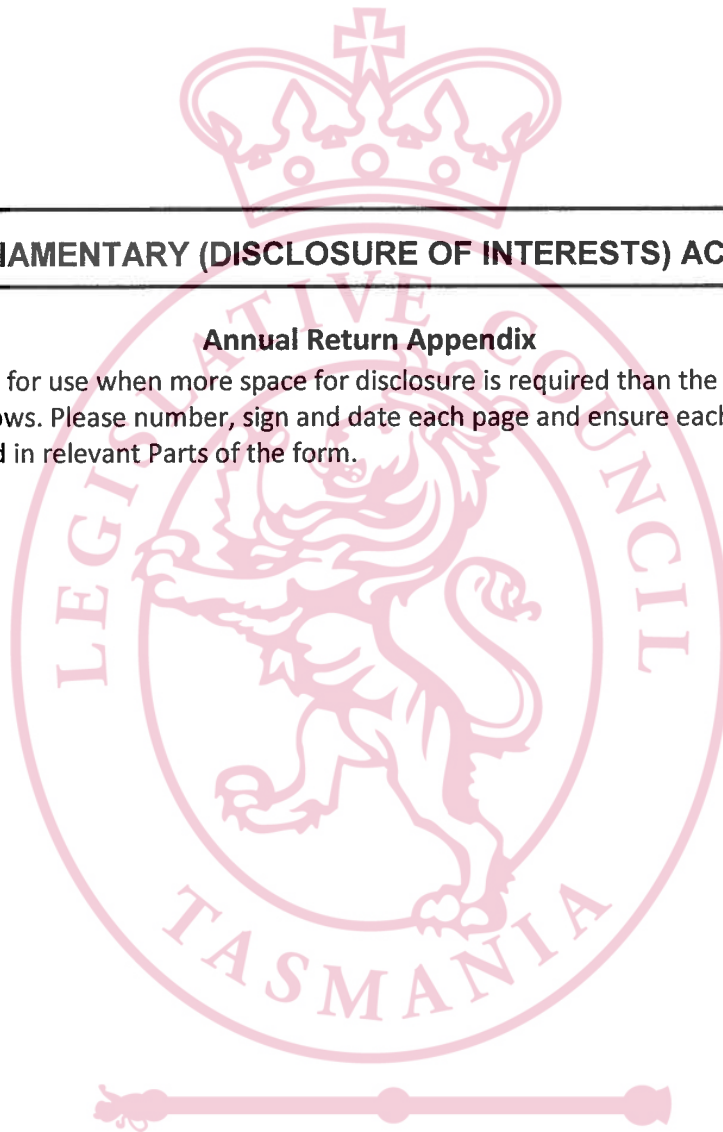 IAMENTARY (DISCLOSURE OF INTERESTS) AC
Annual Return Appendix
for use when more space for disclosure is required than the
ows. Please number, sign and date each page and ensure each
d in relevant Parts of the form.
LEGISLATIVE COUNCIL
TASMANIA